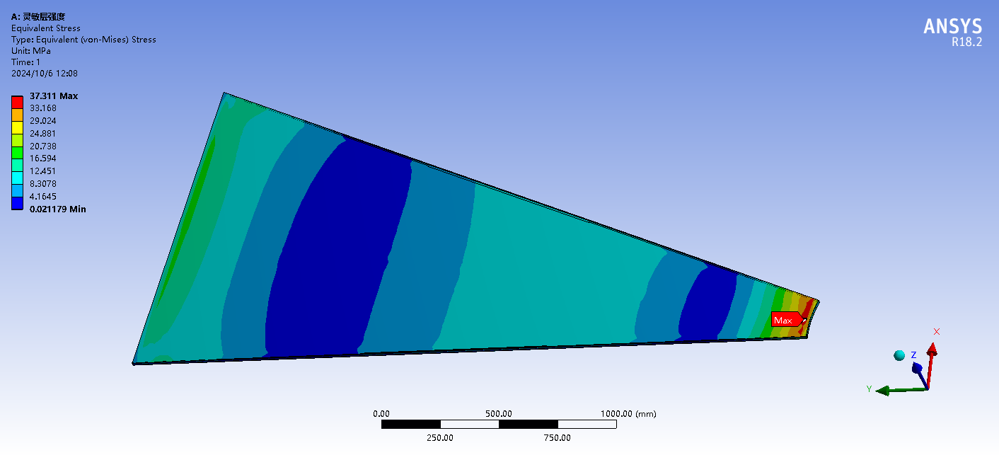 A: 灵敏层强度
Equivalent Stress
Type: Equivalent (von-Mises) Stress
Unit: MPa
Time: 1
2024/10/6 12:08
ANSYS
R18.2
37.311 Max
33.168
29.024
24.881
20.738
16.594
12.451
8.3078
4.1645
0.021179 Min
Max
X
Z
Y
0.00 500.00 1000.00 (mm)
250.00 750.00